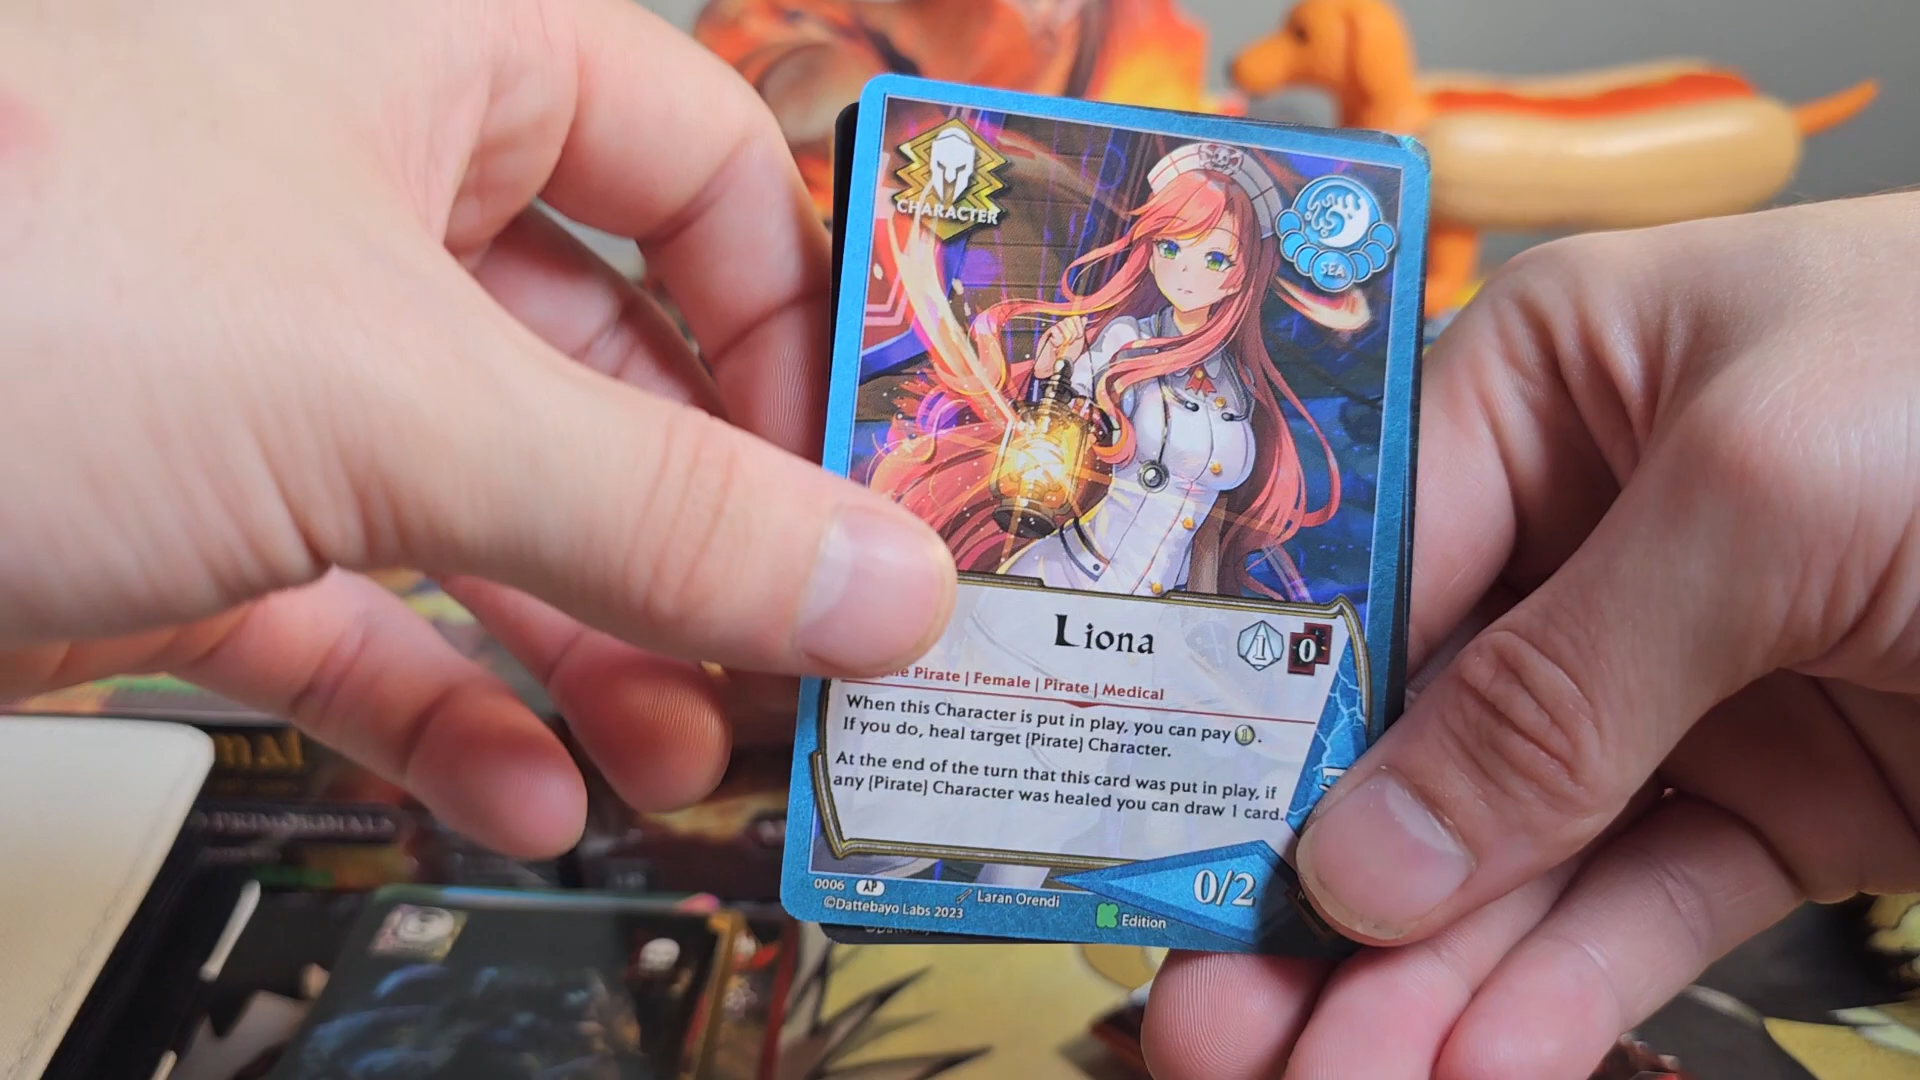 CHARACTER
SEA
Liona
1
0
Pirate | Female | Pirate | Medical
When this Character is put in play, you can pay 1.
If you do, heal target [Pirate] Character.
At the end of the turn that this card was put in play, if
any [Pirate] Character was healed you can draw 1 card.
0/2
0006 AP
Laran Orendi
©Dattebayo Labs 2023
Edition
PRIMORDIALS